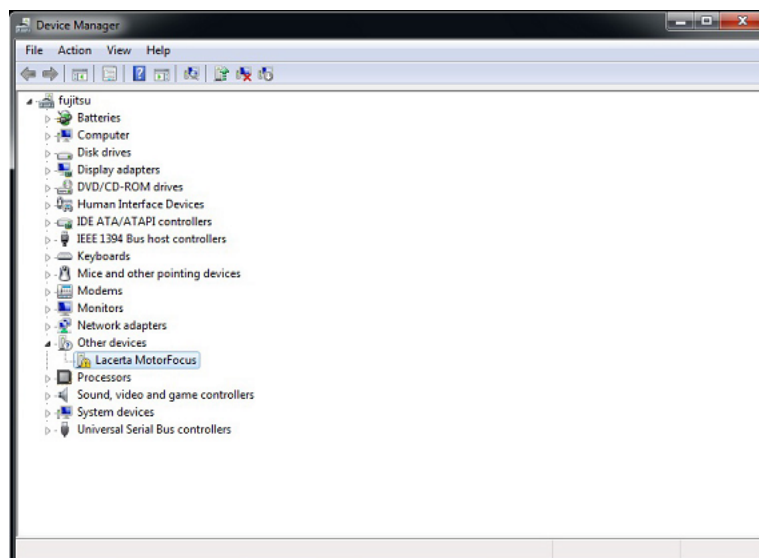 Device Manager
File Action View Help
fujitsu
Batteries
Computer
Disk drives
Display adapters
DVD/CD-ROM drives
Human Interface Devices
IDE ATA/ATAPI controllers
IEEE 1394 Bus host controllers
Keyboards
Mice and other pointing devices
Modems
Monitors
Network adapters
Other devices
Lacerta MotorFocus
Processors
Sound, video and game controllers
System devices
Universal Serial Bus controllers